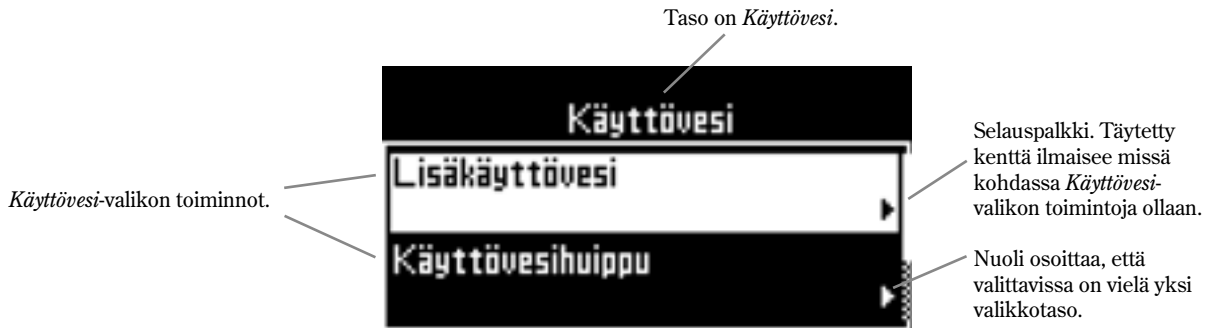 Taso on Käyttövesi.
Käyttövesi
Lisäkäyttövesi
Käyttövesihuippu
Käyttövesi-valikon toiminnot.
Selauspalkki. Täytetty
kenttä ilmaisee missä
kohdassa Käyttövesi-
valikon toimintoja ollaan.
Nuoli osoittaa, että
valittavissa on vielä yksi
valikkotaso.